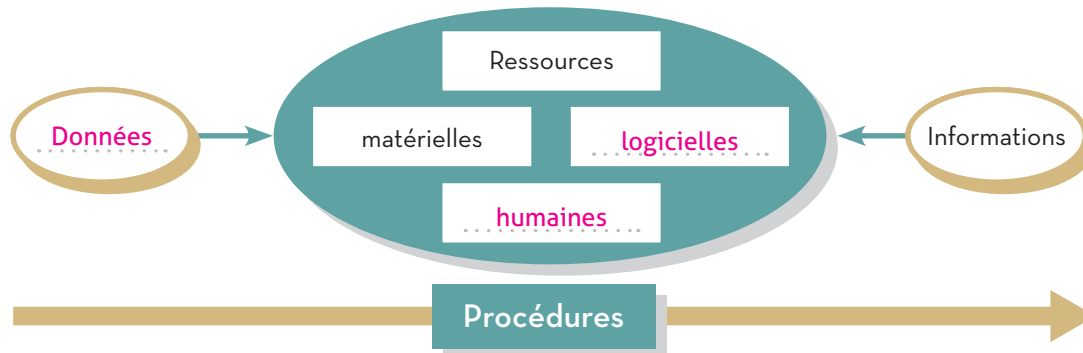 Ressources
Données
matérielles
logicielles
Informations
humaines
Procédures